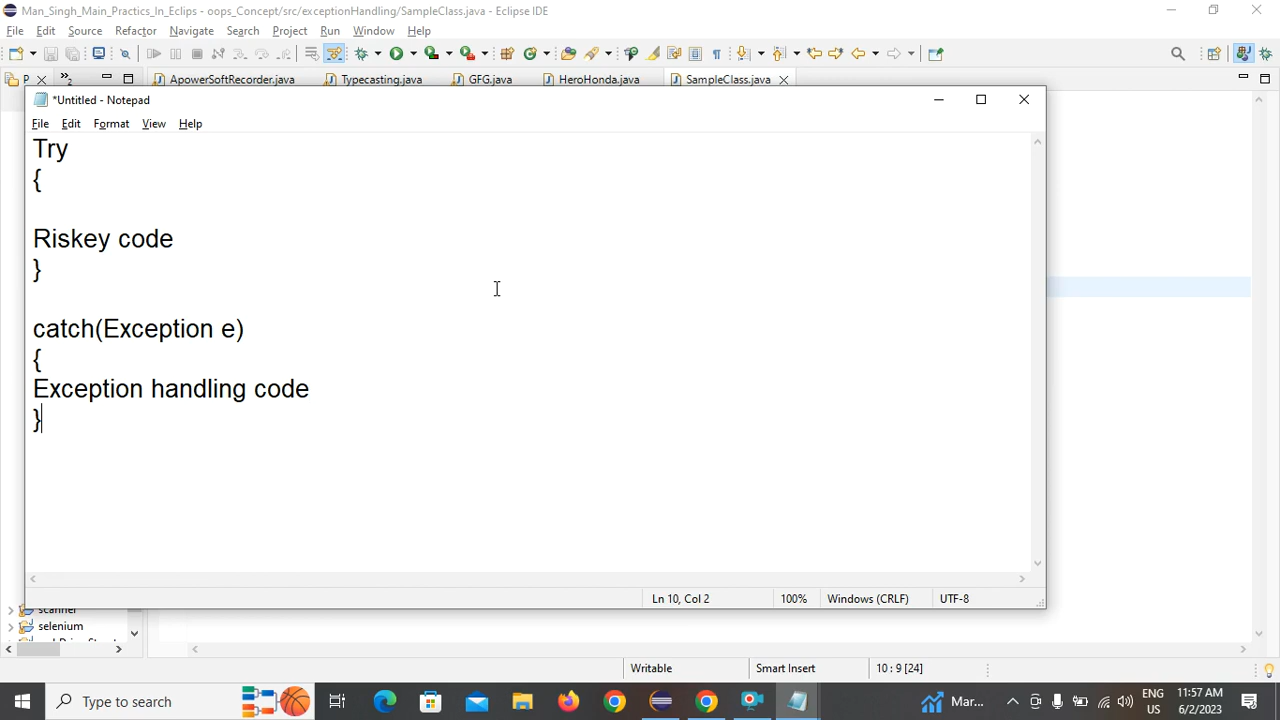 Man_Singh_Main_Practics_In_Eclips - oops_Concept/src/exceptionHandling/SampleClass.java - Eclipse IDE
File Edit Source Refactor Navigate Search Project Run Window Help
P ApowerSoftRecorder.java Typecasting.java GFG.java HeroHonda.java SampleClass.java
*Untitled - Notepad
File Edit Format View Help
Try
{
Riskey code
}
catch(Exception e)
{
Exception handling code
}
Ln 10, Col 2 100% Windows (CRLF) UTF-8
scanner
selenium
Writable Smart Insert 10 : 9 [24]
Type here to search Mar... ENG 11:57 AM
US 6/2/2023